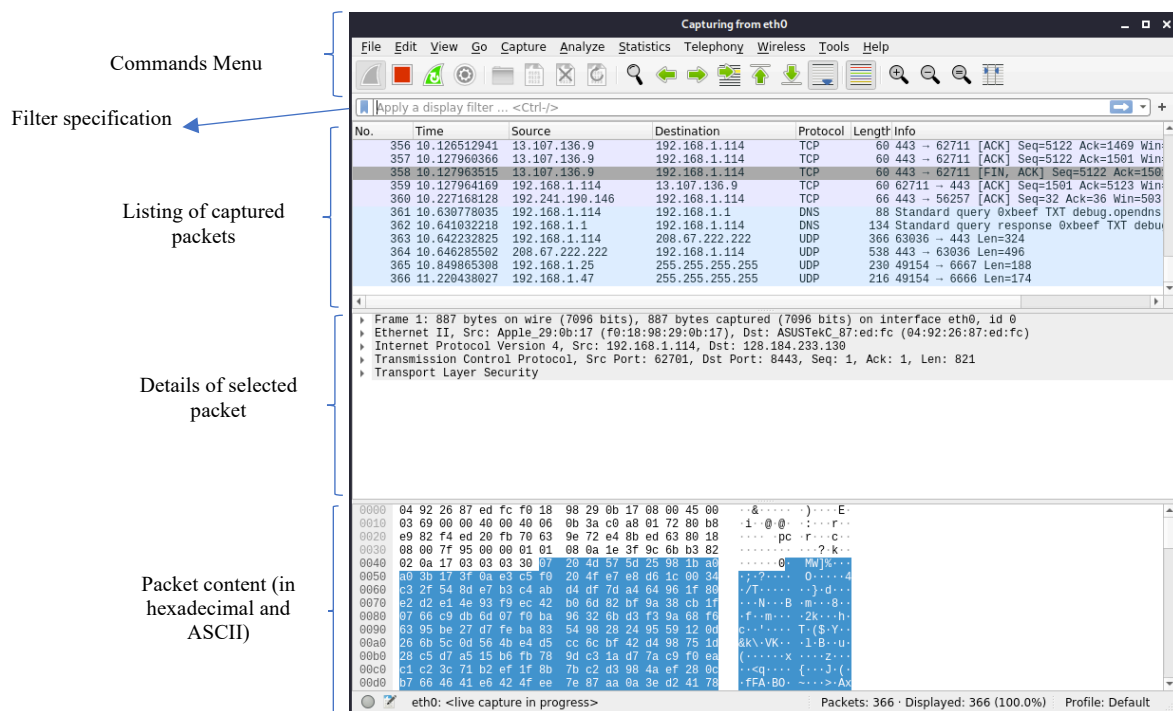 Capturing from eth0
Commands Menu
File Edit View Go Capture Analyze Statistics Telephony Wireless Tools Help
Filter specification
Apply a display filter ... <Ctrl-/>
No. Time Source Destination Protocol Length Info
Listing of captured
packets
356 10.126512941 13.107.136.9 192.168.1.114 TCP 60 443 → 62711 [ACK] Seq=5122 Ack=1469 Win=
357 10.127960366 13.107.136.9 192.168.1.114 TCP 60 443 → 62711 [ACK] Seq=5122 Ack=1501 Win=
358 10.127963515 13.107.136.9 192.168.1.114 TCP 60 443 → 62711 [FIN, ACK] Seq=5122 Ack=150
359 10.127964169 192.168.1.114 13.107.136.9 TCP 60 62711 → 443 [ACK] Seq=1501 Ack=5123 Win=
360 10.227168128 192.241.190.146 192.168.1.114 TCP 66 443 → 56257 [ACK] Seq=32 Ack=36 Win=503
361 10.630778035 192.168.1.114 192.168.1.1 DNS 88 Standard query 0xbeef TXT debug.opendns
362 10.641032218 192.168.1.1 192.168.1.114 DNS 134 Standard query response 0xbeef TXT debu
363 10.642232825 192.168.1.114 208.67.222.222 UDP 366 63036 → 443 Len=324
364 10.646285502 208.67.222.222 192.168.1.114 UDP 538 443 → 63036 Len=496
365 10.849865308 192.168.1.25 255.255.255.255 UDP 230 49154 → 6667 Len=188
366 11.220438027 192.168.1.47 255.255.255.255 UDP 216 49154 → 6666 Len=174
Details of selected
packet
Frame 1: 887 bytes on wire (7096 bits), 887 bytes captured (7096 bits) on interface eth0, id 0
Ethernet II, Src: Apple_29:0b:17 (f0:18:98:29:0b:17), Dst: ASUSTekC_87:ed:fc (04:92:26:87:ed:fc)
Internet Protocol Version 4, Src: 192.168.1.114, Dst: 128.184.233.130
Transmission Control Protocol, Src Port: 62701, Dst Port: 8443, Seq: 1, Ack: 1, Len: 821
Transport Layer Security
Packet content (in
hexadecimal and
ASCII)
0000 04 92 26 87 ed fc f0 18 98 29 0b 17 08 00 45 00 ··&····· ·)····E·
0010 03 69 00 00 40 00 40 06 0b 3a c0 a8 01 72 80 b8 ·i··@·@· ·:···r··
0020 e9 82 f4 ed 20 fb 70 63 9e 72 e4 8b ed 63 80 18 ···· ·pc ·r···c··
0030 08 00 7f 95 00 00 01 01 08 0a 1e 3f 9c 6b b3 82 ········ ···?·k··
0040 02 0a 17 03 03 03 30 07 20 4d 57 5d 25 98 1b a0 ······0·  MW]%···
0050 a0 3b 17 3f 0a e3 c5 f0 20 4f e7 e8 d6 1c 00 34 ·;·?····  O·····4
0060 c3 2f 54 8d e7 b3 c4 ab d4 df 7d a4 64 96 1f 80 ·/T····· ··}·d···
0070 e2 d2 e1 4e 93 f9 ec 42 b0 6d 82 bf 9a 38 cb 1f ···N···B ·m···8··
0080 07 66 c9 db 6d 07 f0 ba 96 32 6b d3 f3 9a 68 f6 ·f··m··· ·2k···h·
0090 63 95 be 27 d7 fe ba 83 54 98 28 24 95 59 12 0d c··'···· T·($·Y··
00a0 26 6b 5c 0d 56 4b e4 d5 cc 6c bf 42 d4 98 75 1d &k\·VK·· ·l·B··u·
00b0 28 c5 d7 a5 15 b6 fb 78 9d c3 1a d7 7a c9 f0 ea (······x ····z···
00c0 c1 c2 3c 71 b2 ef 1f 8b 7b c2 d3 98 4a ef 28 0c ··<q···· {···J·(·
00d0 b7 66 46 41 e6 42 4f ee 7e 87 aa 0a 3e d2 41 78 ·fFA·BO· ~···>·Ax
eth0: <live capture in progress> Packets: 366 · Displayed: 366 (100.0%) Profile: Default